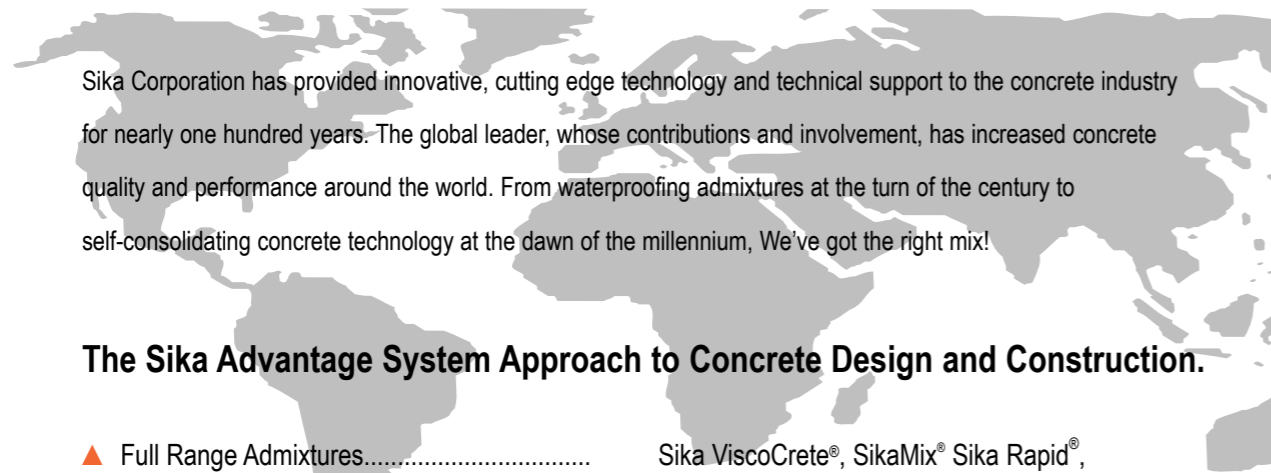 Sika Corporation has provided innovative, cutting edge technology and technical support to the concrete industry
for nearly one hundred years. The global leader, whose contributions and involvement, has increased concrete
quality and performance around the world. From waterproofing admixtures at the turn of the century to
self-consolidating concrete technology at the dawn of the millennium, We've got the right mix!
The Sika Advantage System Approach to Concrete Design and Construction.
▲ Full Range Admixtures.................................. Sika ViscoCrete®, SikaMix® Sika Rapid®,